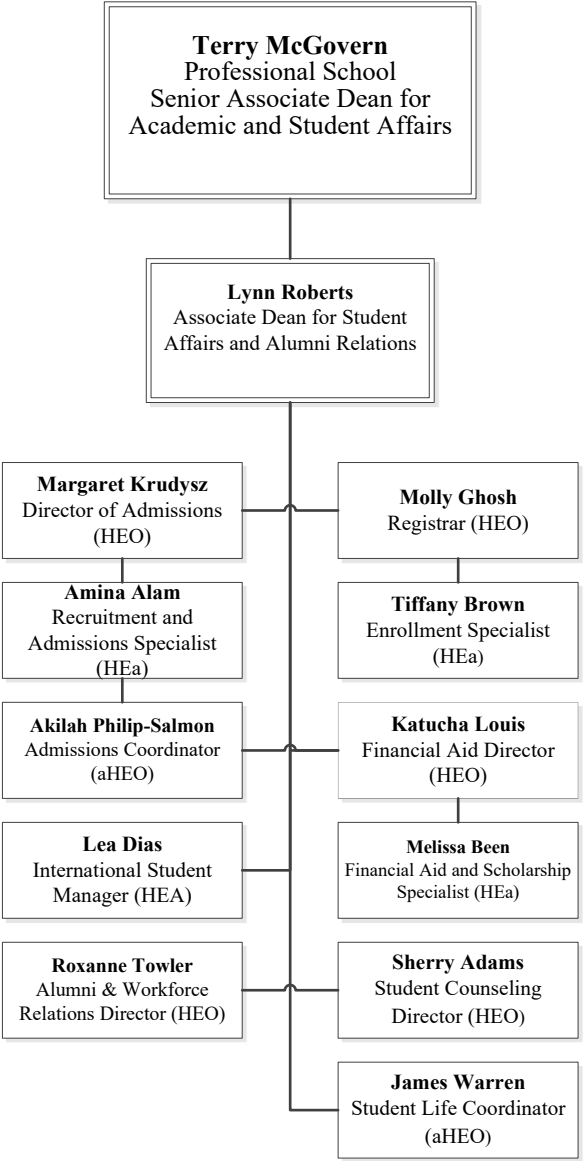 Terry McGovern
Professional School
Senior Associate Dean for
Academic and Student Affairs
Lynn Roberts
Associate Dean for Student
Affairs and Alumni Relations
Margaret Krudysz
Director of Admissions
(HEO)
Molly Ghosh
Registrar (HEO)
Amina Alam
Recruitment and
Admissions Specialist
(HEa)
Tiffany Brown
Enrollment Specialist
(HEa)
Akilah Philip-Salmon
Admissions Coordinator
(aHEO)
Katucha Louis
Financial Aid Director
(HEO)
Lea Dias
International Student
Manager (HEA)
Melissa Been
Financial Aid and Scholarship
Specialist (HEa)
Roxanne Towler
Alumni & Workforce
Relations Director (HEO)
Sherry Adams
Student Counseling
Director (HEO)
James Warren
Student Life Coordinator
(aHEO)